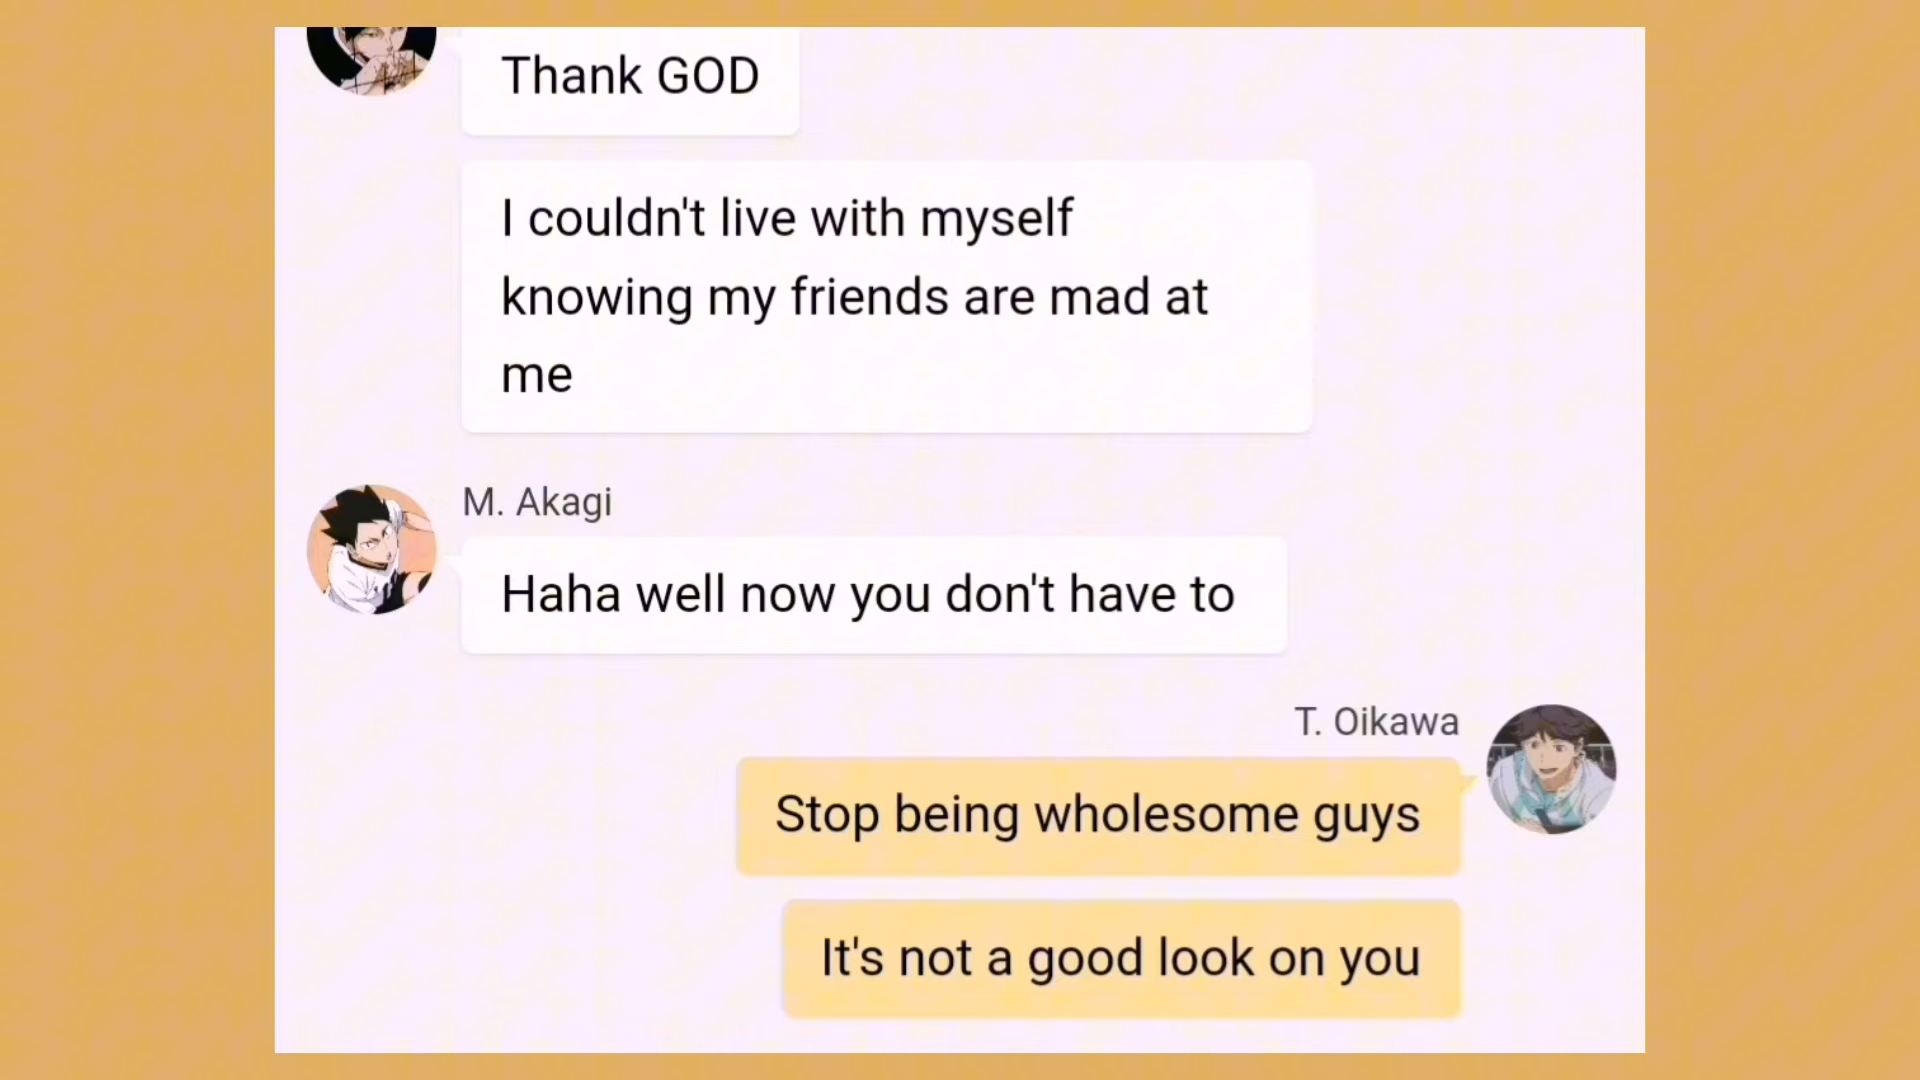 Thank GOD
I couldn't live with myself
knowing my friends are mad at
me
M. Akagi
Haha well now you don't have to
T. Oikawa
Stop being wholesome guys
It's not a good look on you